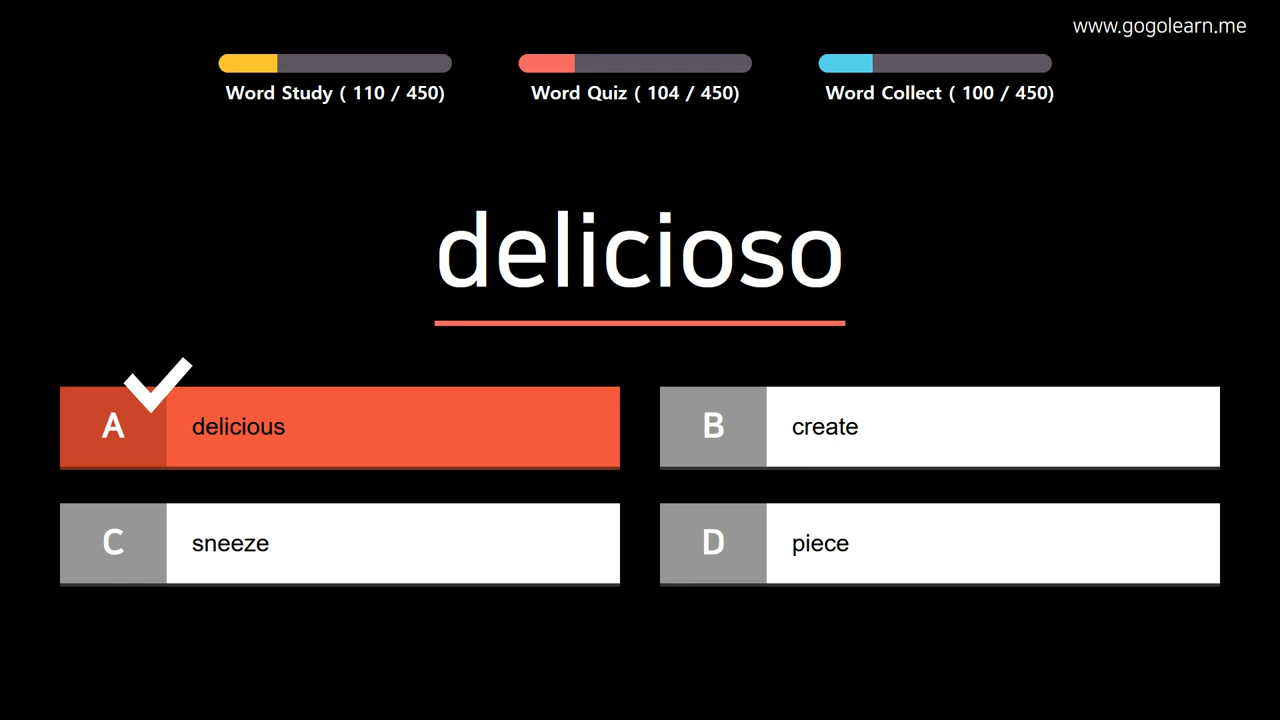 www.gogolearn.me
Word Study ( 110 / 450)
Word Quiz ( 104 / 450)
Word Collect ( 100 / 450)
delicioso
A delicious
B create
C sneeze
D piece